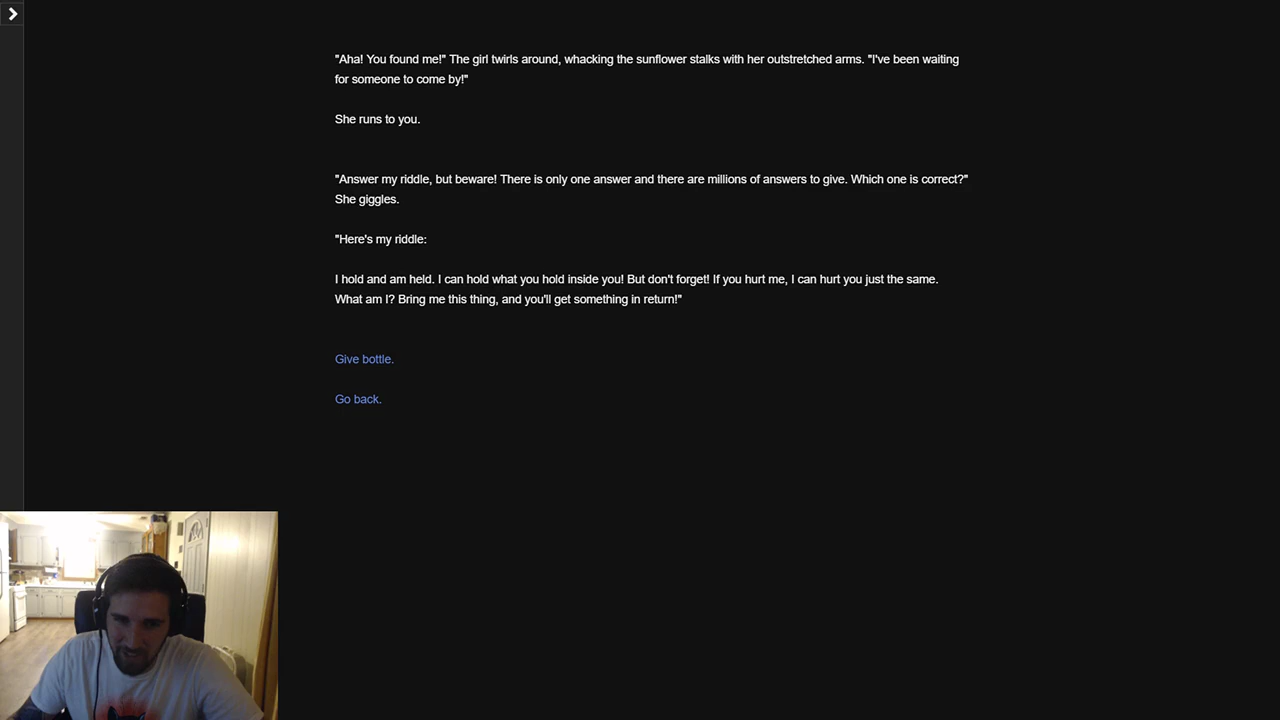 "Aha! You found me!" The girl twirls around, whacking the sunflower stalks with her outstretched arms. "I've been waiting
for someone to come by!"
She runs to you.
"Answer my riddle, but beware! There is only one answer and there are millions of answers to give. Which one is correct?"
She giggles.
"Here's my riddle:
I hold and am held. I can hold what you hold inside you! But don't forget! If you hurt me, I can hurt you just the same.
What am I? Bring me this thing, and you'll get something in return!"
Give bottle.
Go back.